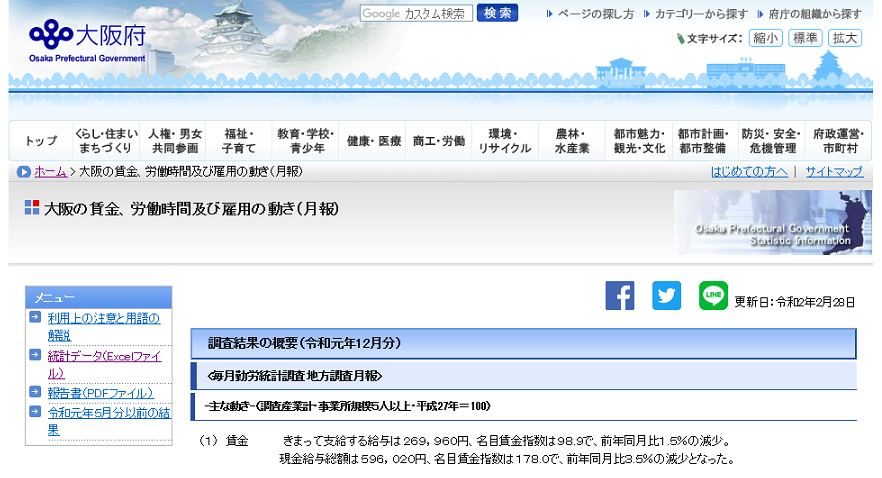 大阪府
Osaka Prefectural Government
Google カスタム検索
検索
ページの探し方
カテゴリーから探す
府庁の組織から探す
文字サイズ：
縮小
標準
拡大
トップ
くらし・住まい
まちづくり
人権・男女
共同参画
福祉・
子育て
教育・学校・
青少年
健康・医療
商工・労働
環境・
リサイクル
農林・
水産業
都市魅力・
観光・文化
都市計画・
都市整備
防災・安全・
危機管理
府政運営・
市町村
ホーム > 大阪の賃金、労働時間及び雇用の動き（月報）
はじめての方へ | サイトマップ
大阪の賃金、労働時間及び雇用の動き（月報）
Osaka Prefectural Government
Statistic Information
LINE
更新日：令和2年2月28日
メニュー
利用上の注意と用語の
解説
統計データ（Excelファイ
ル）
報告書（PDFファイル）
令和元年5月分以前の結
果
調査結果の概要（令和元年12月分）
<毎月勤労統計調査地方調査月報>
-主な動き-（調査産業計・事業所規模5人以上・平成27年＝100）
（1） 賃金 きまって支給する給与は269，960円、名目賃金指数は98.9で、前年同月比1.5％の減少。
現金給与総額は596，020円、名目賃金指数は178.0で、前年同月比3.5％の減少となった。